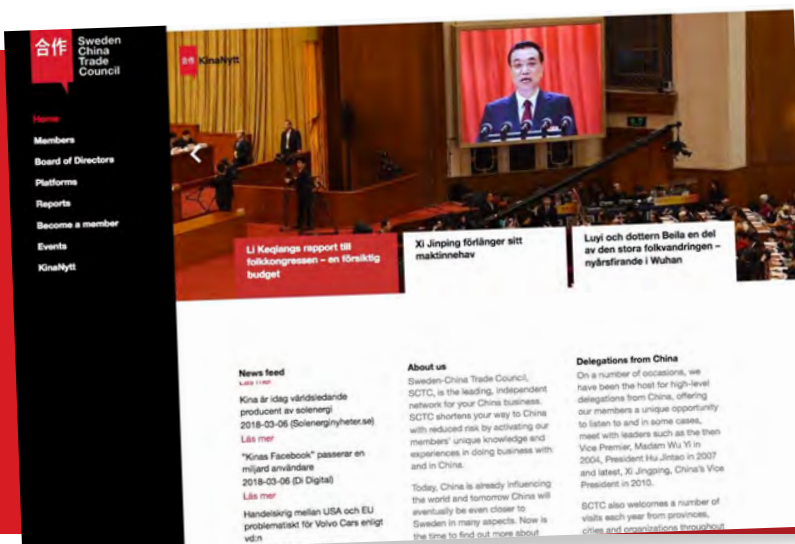 合作
Sweden
China
Trade
Council
Home
Members
Board of Directors
Platforms
Reports
Become a member
Events
KinaNytt
合作 KinaNytt
Li Keqiangs rapport till
folkkongressen – en försiktig
budget
Xi Jinping förlänger sitt
maktinnehav
Luyi och dottern Beila en del
av den stora folkvandringen –
nyårsfirande i Wuhan
News feed
Läs mer
Kina är idag världsledande
producent av solenergi
2018-03-06 (Solenerginyheter.se)
Läs mer
"Kinas Facebook" passerar en
miljard användare
2018-03-06 (Di Digital)
Läs mer
Handelskrig mellan USA och EU
problematiskt för Volvo Cars enligt
vd:n
About us
Sweden-China Trade Council,
SCTC, is the leading, independent
network for your China business.
SCTC shortens your way to China
with reduced risk by activating our
members' unique knowledge and
experiences in doing business with
and in China.
Today, China is already influencing
the world and tomorrow China will
eventually be even closer to
Sweden in many aspects. Now is
the time to find out more about
Delegations from China
On a number of occasions, we
have been the host for high-level
delegations from China, offering
our members a unique opportunity
to listen to and in some cases,
meet with leaders such as the then
Vice Premier, Madam Wu Yi in
2004, President Hu Jintao in 2007
and latest, Xi Jingping, China's Vice
President in 2010.
SCTC also welcomes a number of
visits each year from provinces,
cities and organizations throughout